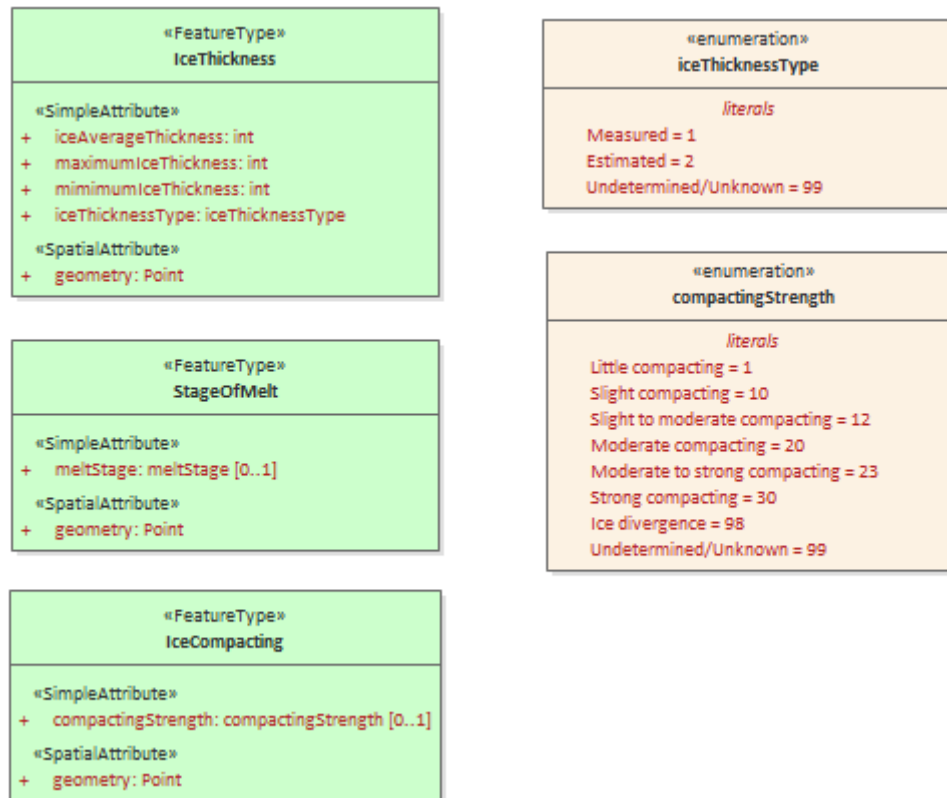 «FeatureType»
IceThickness
«SimpleAttribute»
+ iceAverageThickness: int
+ maximumIceThickness: int
+ mimimumIceThickness: int
+ iceThicknessType: iceThicknessType
«SpatialAttribute»
+ geometry: Point
«enumeration»
iceThicknessType
literals
Measured = 1
Estimated = 2
Undetermined/Unknown = 99
«FeatureType»
StageOfMelt
«SimpleAttribute»
+ meltStage: meltStage [0..1]
«SpatialAttribute»
+ geometry: Point
«enumeration»
compactingStrength
literals
Little compacting = 1
Slight compacting = 10
Slight to moderate compacting = 12
Moderate compacting = 20
Moderate to strong compacting = 23
Strong compacting = 30
Ice divergence = 98
Undetermined/Unknown = 99
«FeatureType»
IceCompacting
«SimpleAttribute»
+ compactingStrength: compactingStrength [0..1]
«SpatialAttribute»
+ geometry: Point